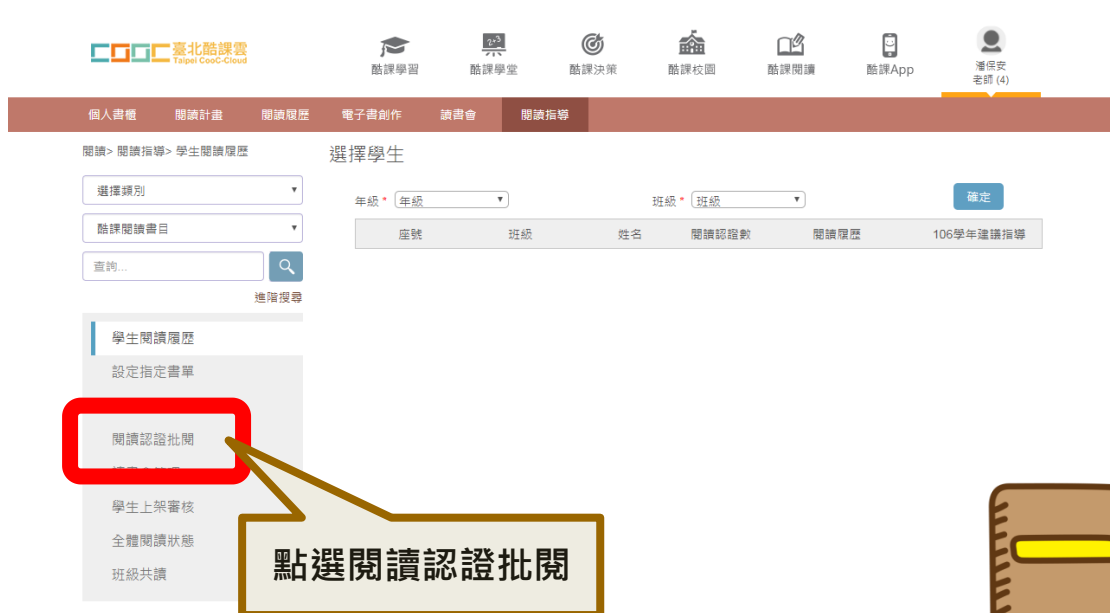 臺北酷課雲
Taipei CooC-Cloud
2+3
酷課學習 酷課學堂 酷課決策 酷課校園 酷課閱讀 酷課App 潘保安
老師 (4)
個人書櫃 閱讀計畫 閱讀履歷 電子書創作 讀書會 閱讀指導
閱讀> 閱讀指導> 學生閱讀履歷
選擇學生
選擇類別
年級 * 年級 班級 * 班級 確定
酷課閱讀書目
座號 班級 姓名 閱讀認證數 閱讀履歷 106學年建議指導
查詢...
進階搜尋
學生閱讀履歷
設定指定書單
閱讀認證批閱
學生上架審核
全體閱讀狀態
班級共讀
點選閱讀認證批閱